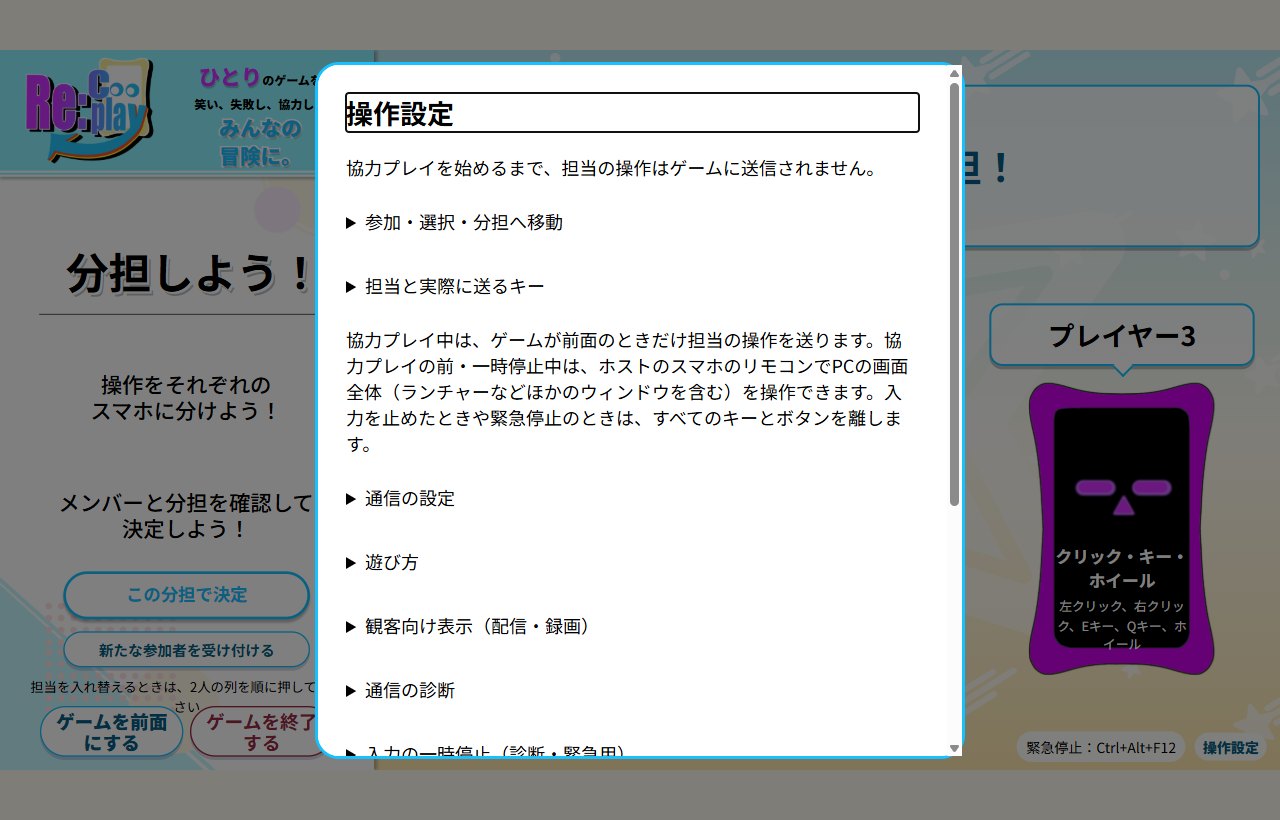 Re:Coplay
ひとりのゲームを
笑い、失敗し、協力し
みんなの
冒険に。
分担しよう！
操作をそれぞれの
スマホに分けよう！
メンバーと分担を確認して
決定しよう！
この分担で決定
新たな参加者を受け付ける
担当を入れ替えるときは、2人の列を順に押して
さい
ゲームを前面
にする
ゲームを終了
する
操作設定
協力プレイを始めるまで、担当の操作はゲームに送信されません。
▶ 参加・選択・分担へ移動
▶ 担当と実際に送るキー
協力プレイ中は、ゲームが前面のときだけ担当の操作を送ります。協
力プレイの前・一時停止中は、ホストのスマホのリモコンでPCの画面
全体（ランチャーなどほかのウィンドウを含む）を操作できます。入
力を止めたときや緊急停止のときは、すべてのキーとボタンを離しま
す。
▶ 通信の設定
▶ 遊び方
▶ 観客向け表示（配信・録画）
▶ 通信の診断
▶ 入力の一時停止（診断・緊急用）
担！
プレイヤー3
クリック・キー・
ホイール
左クリック、右クリッ
ク、Eキー、Qキー、ホ
イール
緊急停止：Ctrl+Alt+F12
操作設定